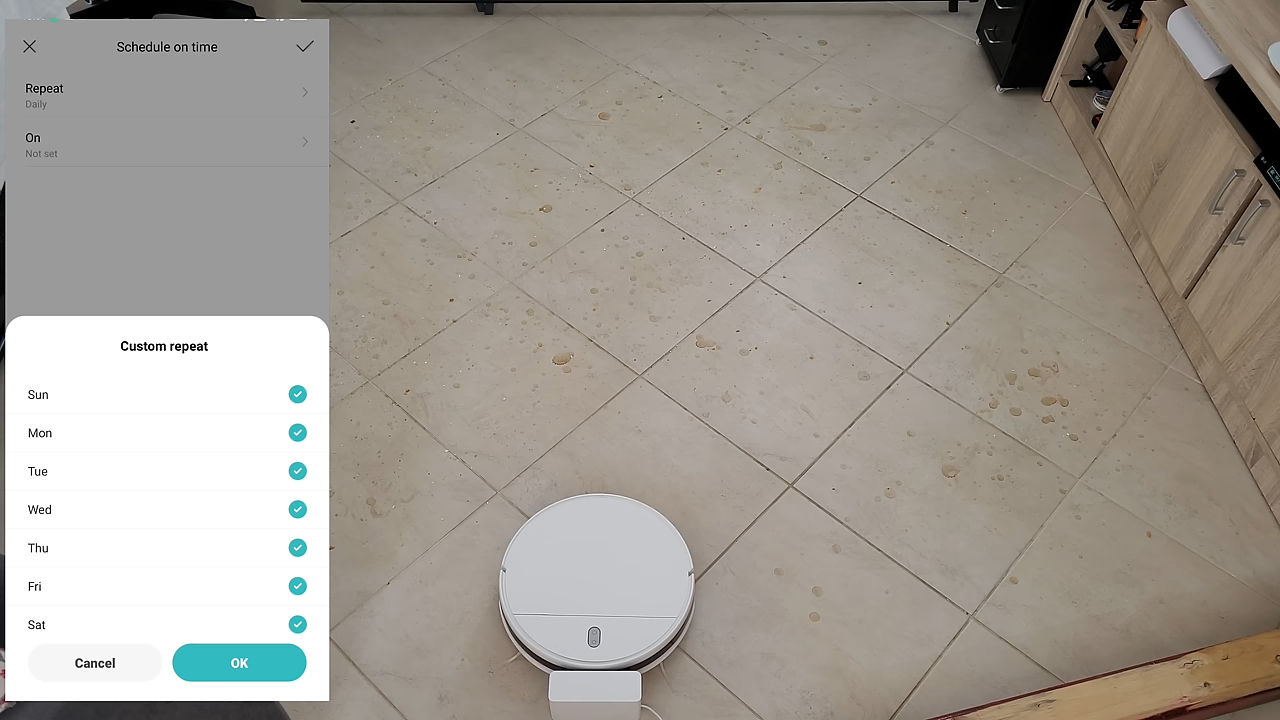 Schedule on time
Repeat
Daily
On
Not set
Custom repeat
Sun
Mon
Tue
Wed
Thu
Fri
Sat
Cancel
OK